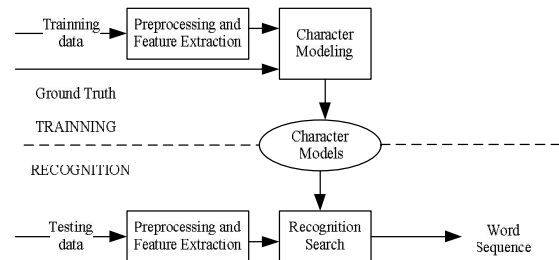 Trainning
data
Preprocessing and
Feature Extraction
Character
Modeling
Ground Truth
TRAINNING
Character
Models
RECOGNITION
Testing
data
Preprocessing and
Feature Extraction
Recognition
Search
Word
Sequence